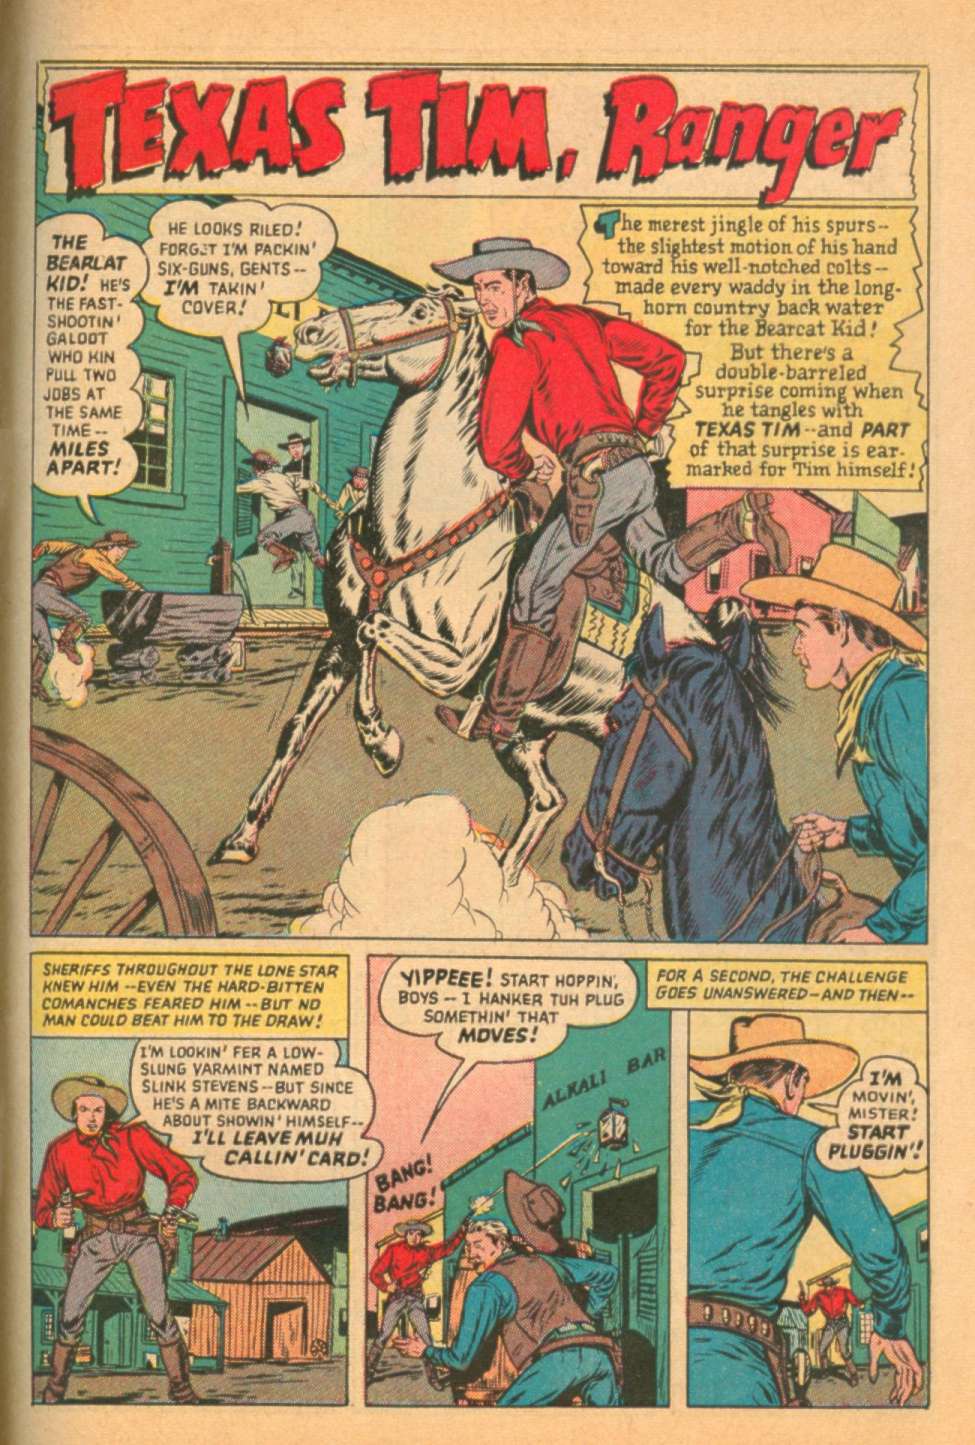 TEXAS TIM, Ranger
THE
BEARCAT
KID! HE'S
THE FAST-
SHOOTIN'
GALOOT
WHO KIN
PULL TWO
JOBS AT
THE SAME
TIME--
MILES
APART!
HE LOOKS RILED!
FORGET I'M PACKIN'
SIX-GUNS, GENTS--
I'M TAKIN'
COVER!
The merest jingle of his spurs--
the slightest motion of his hand
toward his well-notched colts--
made every waddy in the long-
horn country back water
for the Bearcat Kid!
But there's a
double-barreled
surprise coming when
he tangles with
TEXAS TIM--and PART
of that surprise is ear-
marked for Tim himself!
SHERIFFS THROUGHOUT THE LONE STAR
KNEW HIM--EVEN THE HARD-BITTEN
COMANCHES FEARED HIM--BUT NO
MAN COULD BEAT HIM TO THE DRAW!
I'M LOOKIN' FER A LOW-
SLUNG VARMINT NAMED
SLINK STEVENS--BUT SINCE
HE'S A MITE BACKWARD
ABOUT SHOWIN' HIMSELF--
I'LL LEAVE MUH
CALLIN' CARD!
YIPPEEE! START HOPPIN',
BOYS--I HANKER TUH PLUG
SOMETHIN' THAT
MOVES!
ALKALI BAR
BANG!
BANG!
FOR A SECOND, THE CHALLENGE
GOES UNANSWERED--AND THEN--
I'M
MOVIN',
MISTER!
START
PLUGGIN'!